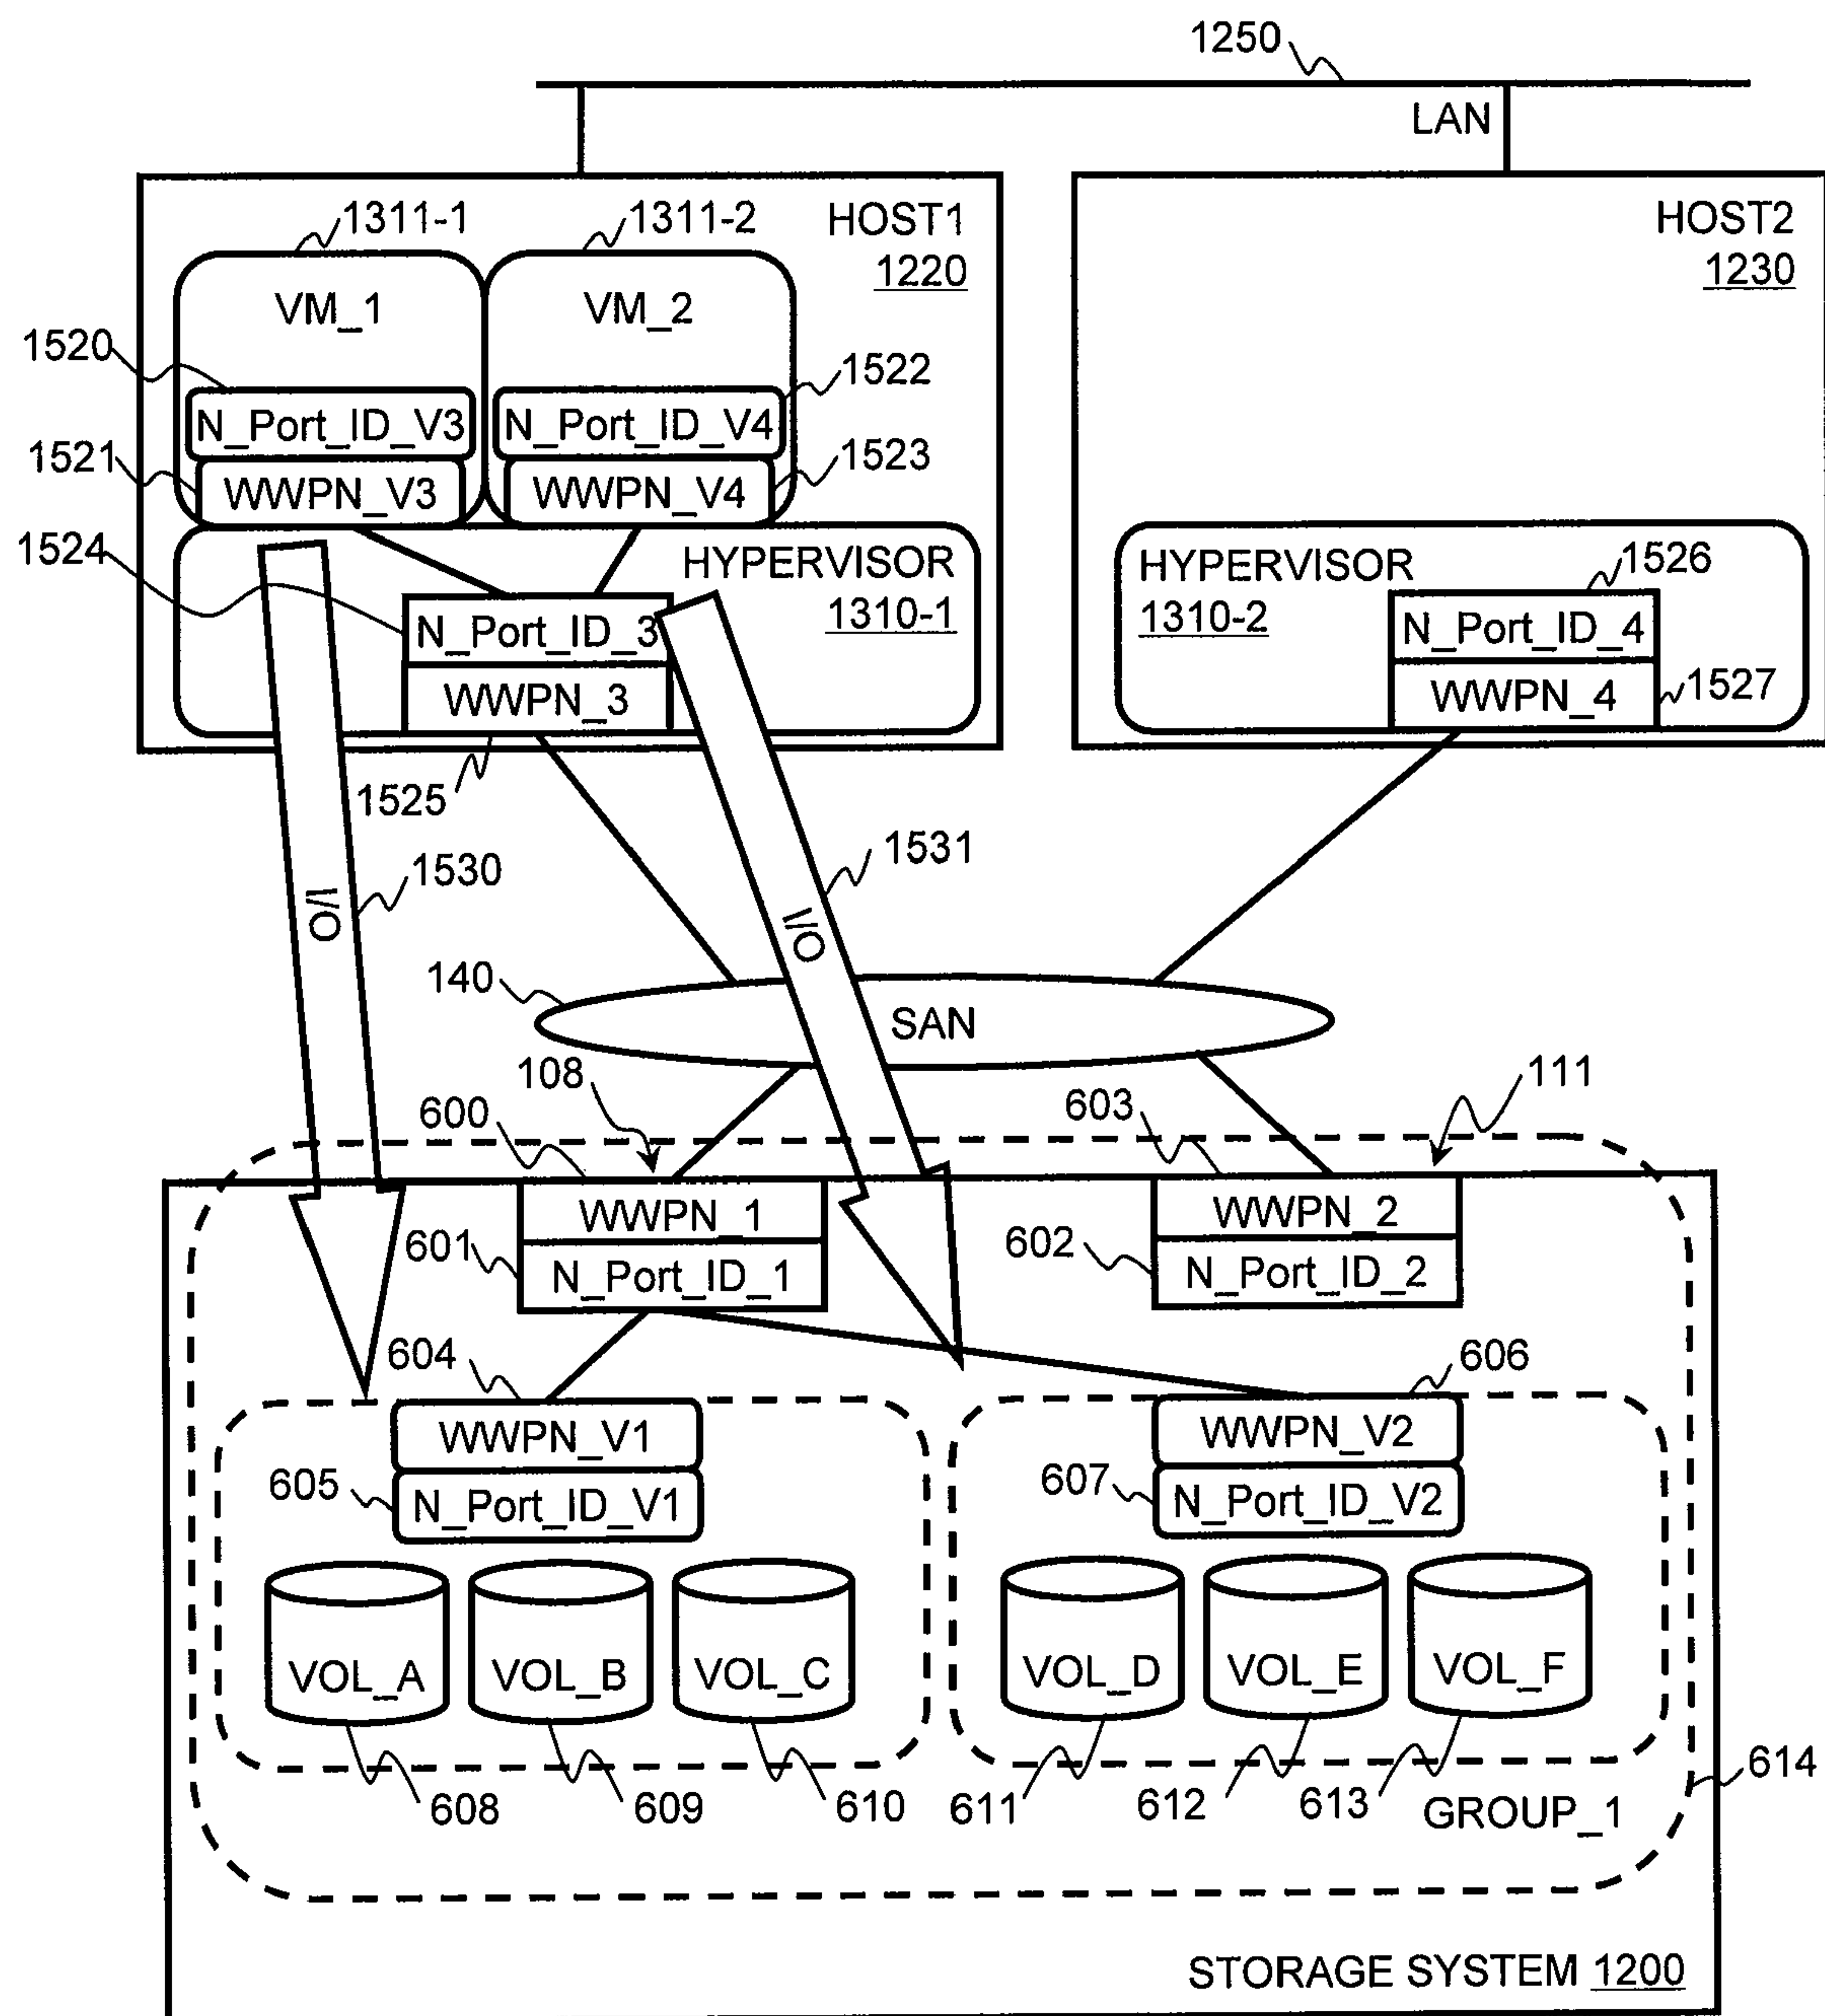 1250
LAN
1311-1
1311-2
HOST1
1220
HOST2
1230
VM_1
VM_2
1520
1522
N_Port_ID_V3
N_Port_ID_V4
1521
1523
WWPN_V3
WWPN_V4
1524
HYPERVISOR
1310-1
HYPERVISOR
1310-2
1526
N_Port_ID_3
N_Port_ID_4
WWPN_3
WWPN_4
1527
1525
1530
1531
I/O
I/O
140
SAN
108
111
600
603
WWPN_1
WWPN_2
601
602
N_Port_ID_1
N_Port_ID_2
604
606
WWPN_V1
WWPN_V2
605
607
N_Port_ID_V1
N_Port_ID_V2
VOL_A
VOL_B
VOL_C
VOL_D
VOL_E
VOL_F
614
608
609
610
611
612
613
GROUP_1
STORAGE SYSTEM 1200